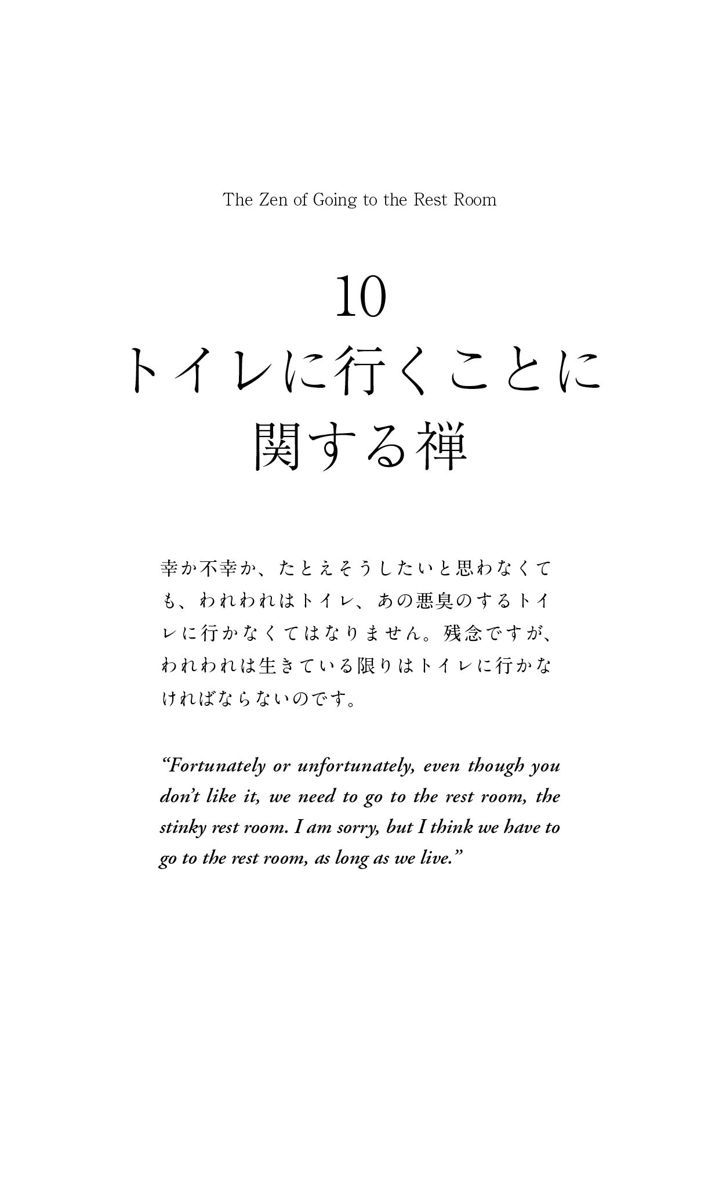 The Zen of Going to the Rest Room
10
トイレに行くことに
関する禅
幸か不幸か、たとえそうしたいと思わなくて
も、われわれはトイレ、あの悪臭のするトイ
レに行かなくてはなりません。残念ですが、
われわれは生きている限りはトイレに行かな
ければならないのです。
“Fortunately or unfortunately, even though you
don’t like it, we need to go to the rest room, the
stinky rest room. I am sorry, but I think we have to
go to the rest room, as long as we live.”